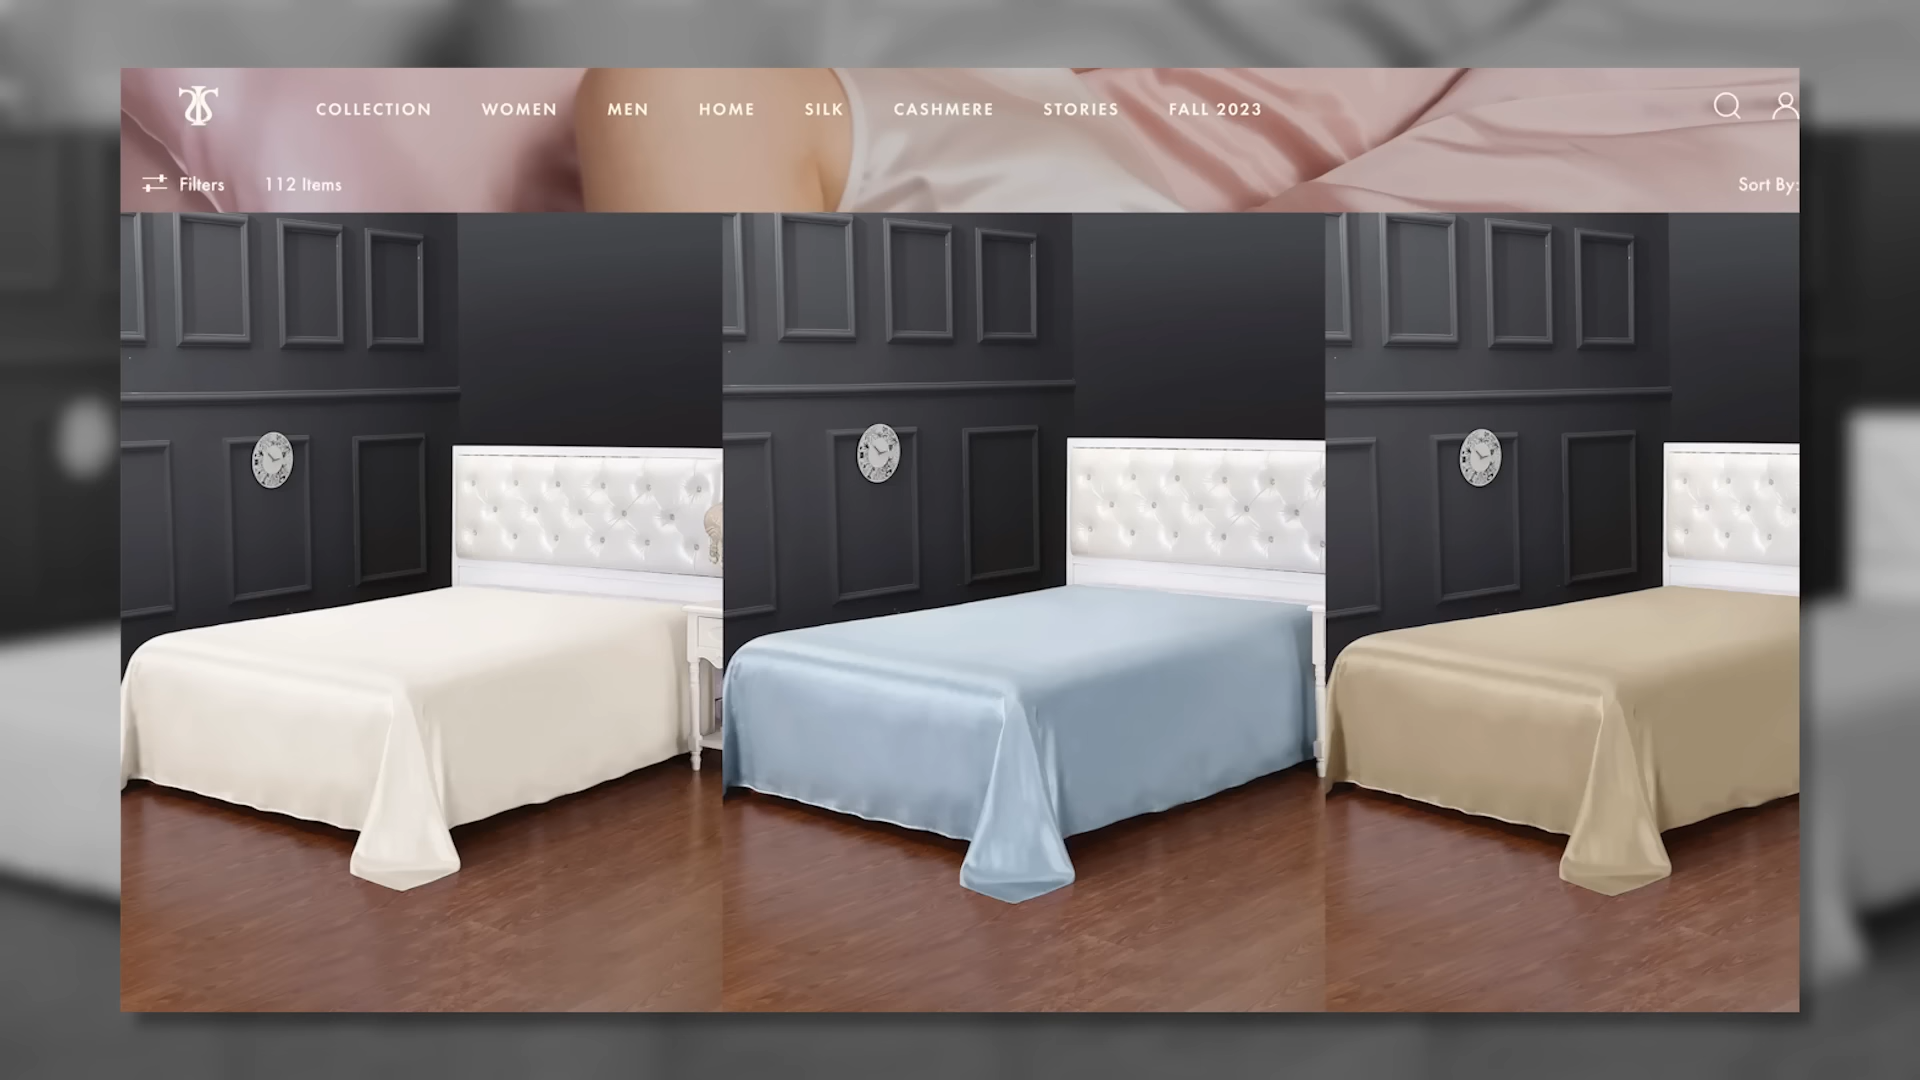 COLLECTION WOMEN MEN HOME SILK CASHMERE STORIES FALL 2023
Filters 112 Items Sort By: